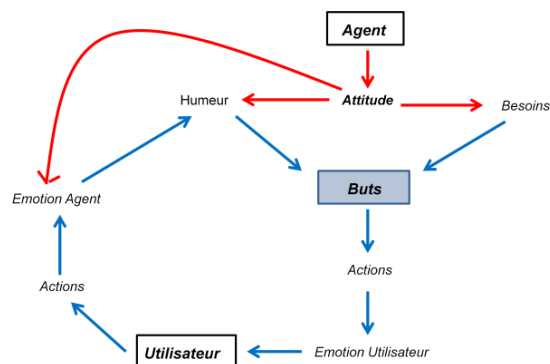 Agent
Humeur
Attitude
Besoins
Emotion Agent
Buts
Actions
Actions
Utilisateur
Emotion Utilisateur